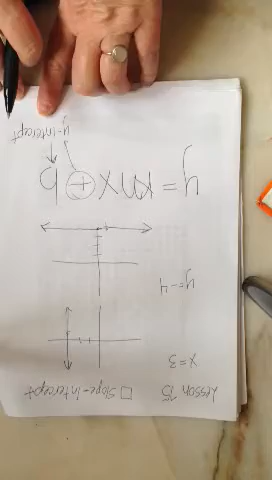 Lesson 15 □ Slope-Intercept
x=3
y=-4
y = mx + b
y-intercept